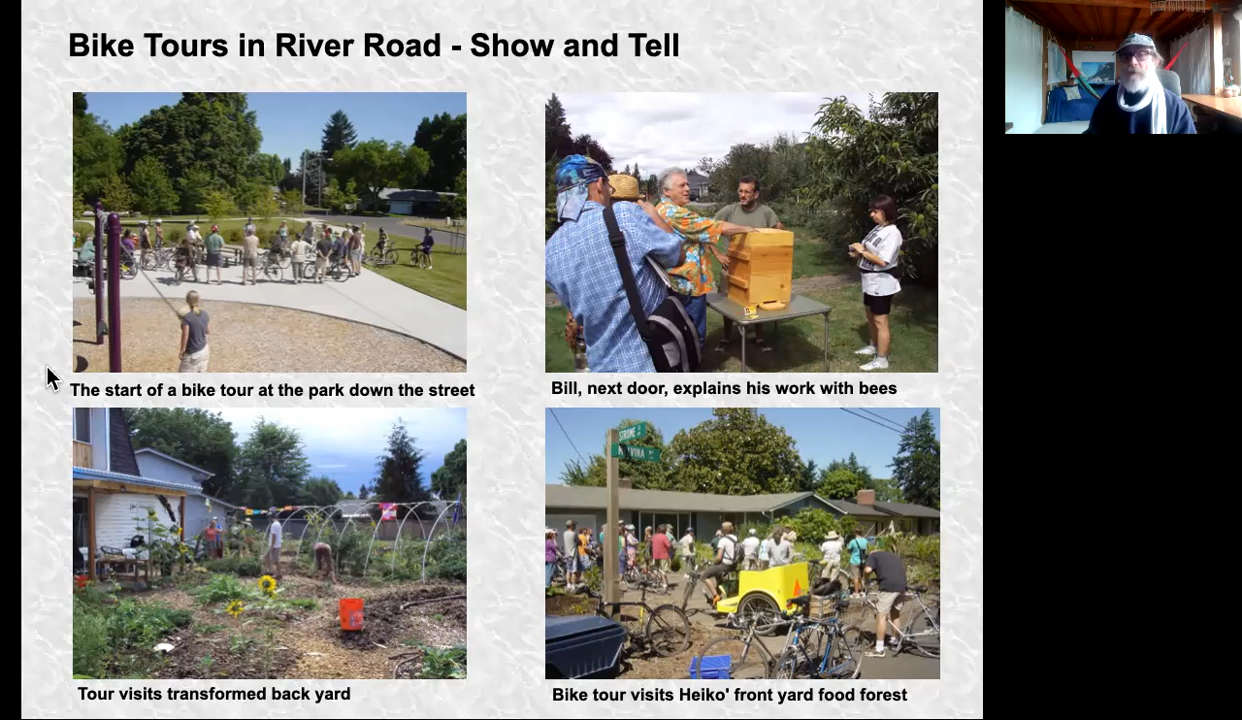 Bike Tours in River Road - Show and Tell
The start of a bike tour at the park down the street
Bill, next door, explains his work with bees
STRONE
Tour visits transformed back yard
Bike tour visits Heiko' front yard food forest